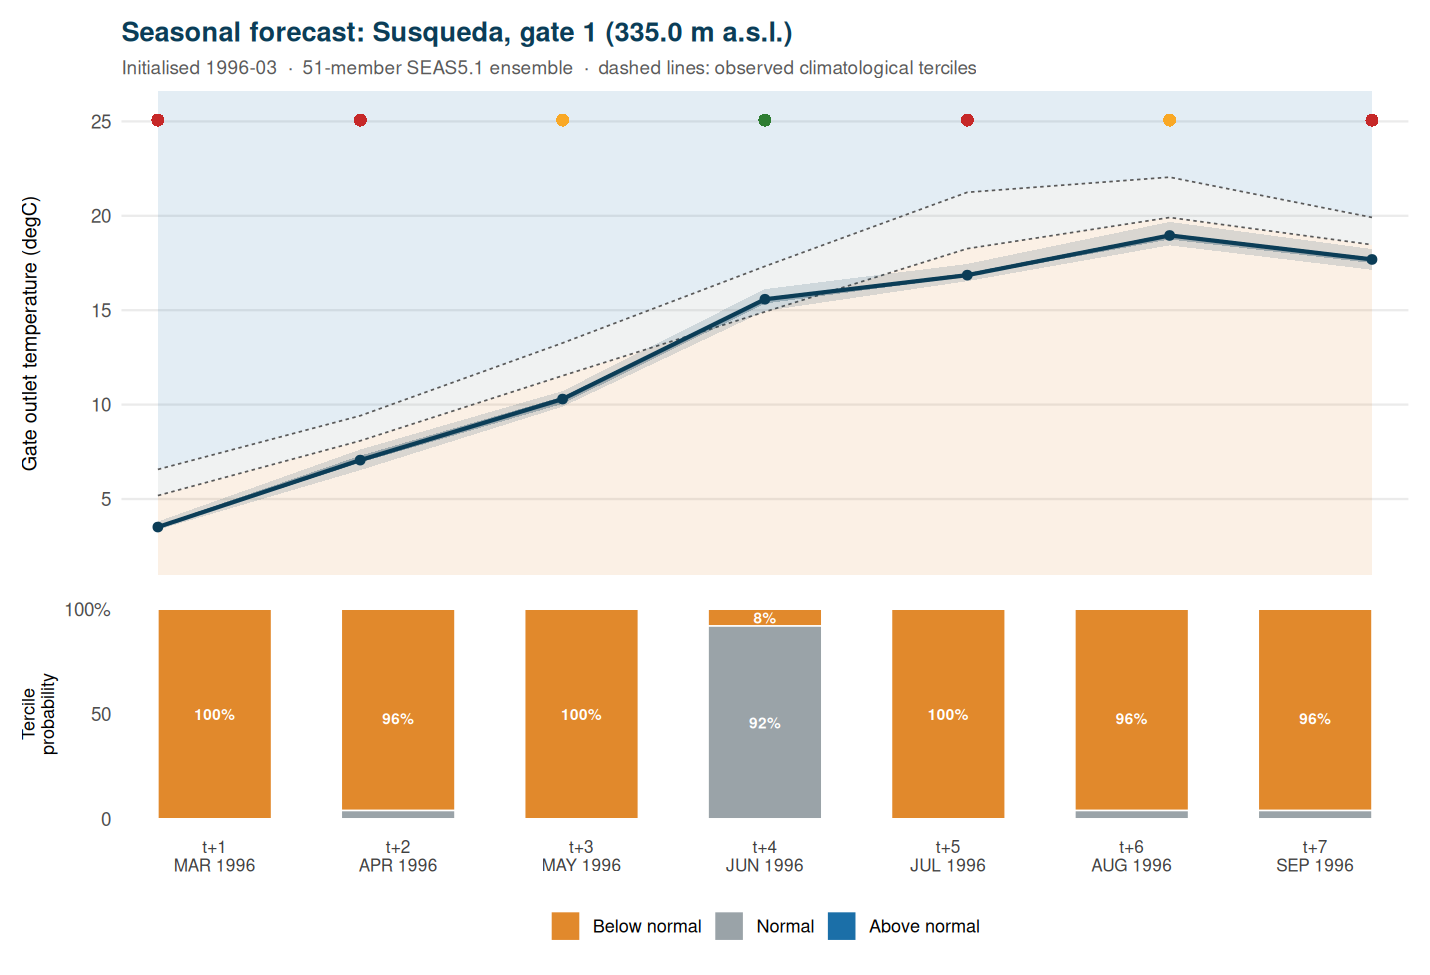 Seasonal forecast: Susqueda, gate 1 (335.0 m a.s.l.)
Initialised 1996-03 · 51-member SEAS5.1 ensemble · dashed lines: observed climatological terciles
Gate outlet temperature (degC)
25
20
15
10
5
Tercile
probability
100%
50
0
100%
96%
100%
8%
92%
100%
96%
96%
t+1
MAR 1996
t+2
APR 1996
t+3
MAY 1996
t+4
JUN 1996
t+5
JUL 1996
t+6
AUG 1996
t+7
SEP 1996
Below normal
Normal
Above normal